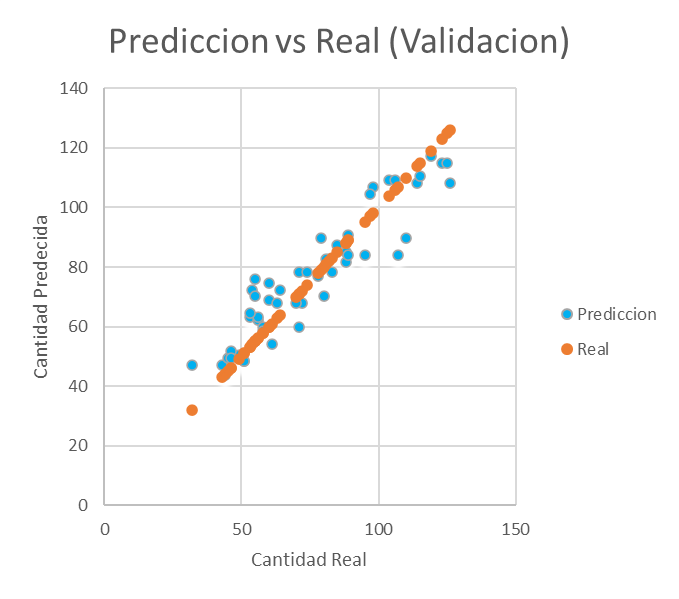 Prediccion vs Real (Validacion)
140
120
100
80
60
40
20
0
0 50 100 150
Cantidad Predecida
Cantidad Real
Prediccion
Real